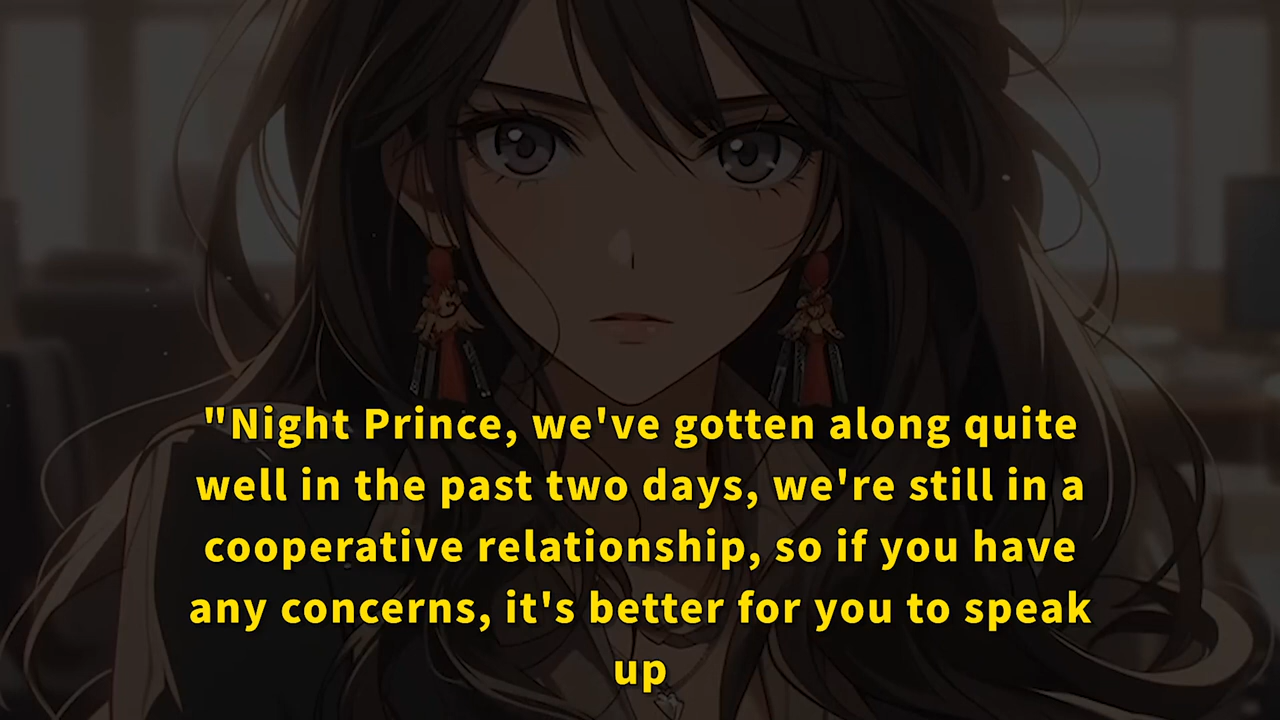 "Night Prince, we've gotten along quite
well in the past two days, we're still in a
cooperative relationship, so if you have
any concerns, it's better for you to speak
up